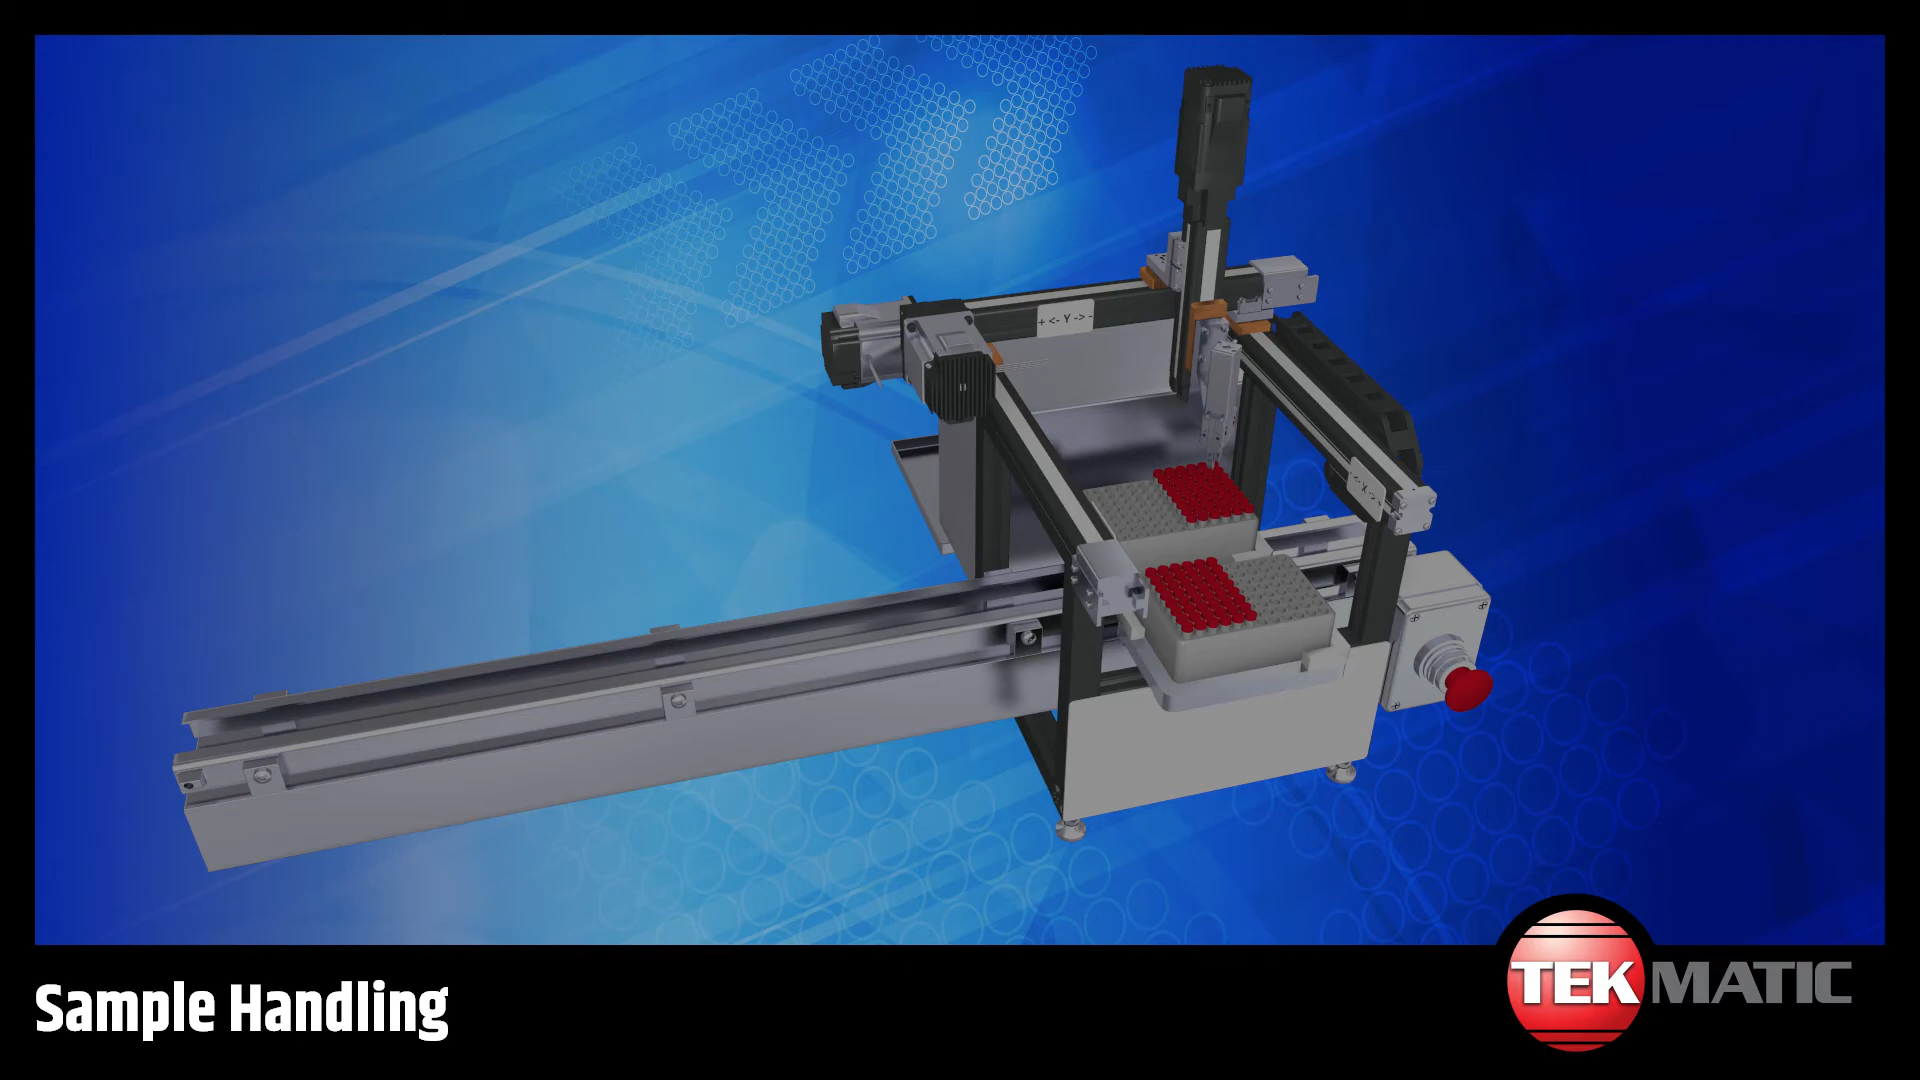 + <- Y -> -
<- X ->
Sample Handling
TEKMATIC